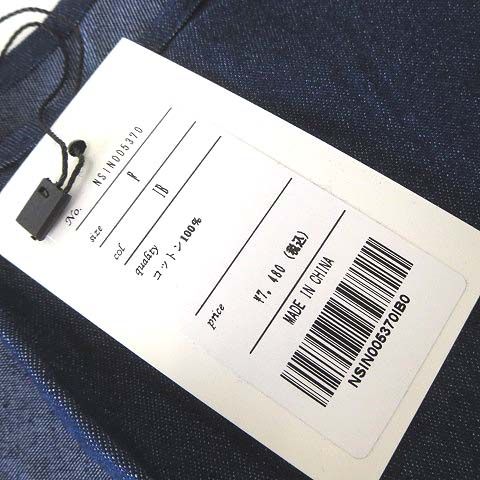 No. NSIN005370
size F
col IB
quality
コットン100%
price ¥7,480 (税込)
MADE IN CHINA
NSIN005370IB0